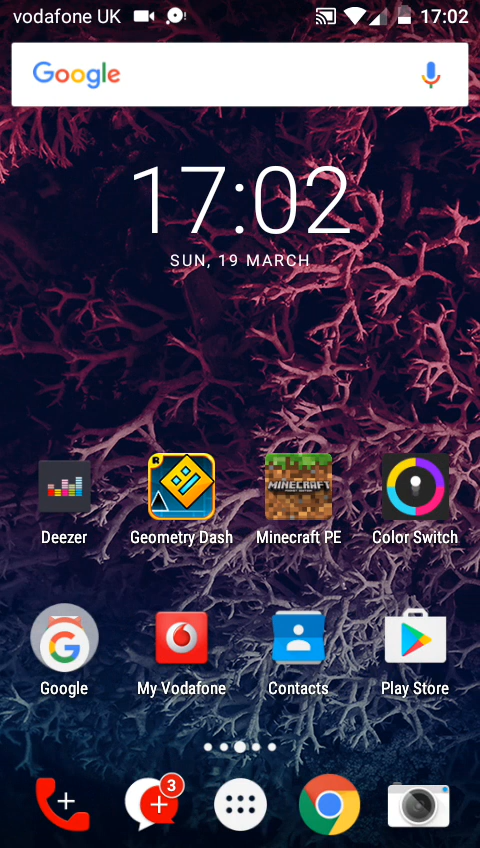 vodafone UK
17:02
Google
17:02
SUN, 19 MARCH
R
MINECRAFT
Deezer
Geometry Dash
Minecraft PE
Color Switch
G
Google
My Vodafone
Contacts
Play Store
3